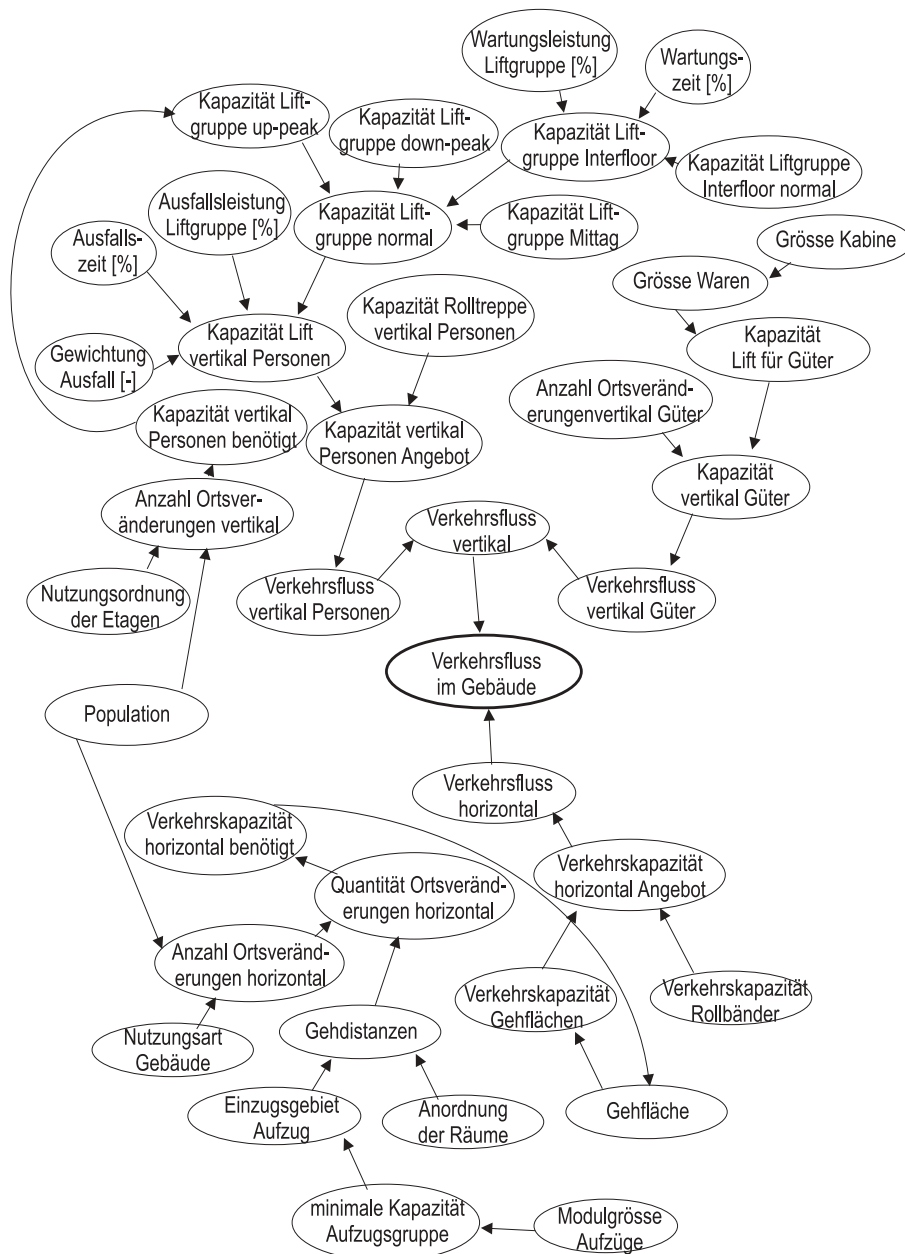 Wartungsleistung
Liftgruppe [%]
Wartungs-
zeit [%]
Kapazität Lift-
gruppe up-peak
Kapazität Lift-
gruppe down-peak
Kapazität Lift-
gruppe Interfloor
Kapazität Liftgruppe
Interfloor normal
Ausfallsleistung
Liftgruppe [%]
Kapazität Lift-
gruppe normal
Kapazität Lift-
gruppe Mittag
Ausfalls-
zeit [%]
Grösse Kabine
Grösse Waren
Kapazität Rolltreppe
vertikal Personen
Kapazität Lift
vertikal Personen
Kapazität
Lift für Güter
Gewichtung
Ausfall [-]
Anzahl Ortsverän-
derungenvertikal Güter
Kapazität vertikal
Personen benötigt
Kapazität vertikal
Personen Angebot
Kapazität
vertikal Güter
Anzahl Ortsver-
änderungen vertikal
Verkehrsfluss
vertikal
Nutzungsordnung
der Etagen
Verkehrsfluss
vertikal Personen
Verkehrsfluss
vertikal Güter
Verkehrsfluss
im Gebäude
Population
Verkehrsfluss
horizontal
Verkehrskapazität
horizontal benötigt
Verkehrskapazität
horizontal Angebot
Quantität Ortsveränd-
erungen horizontal
Anzahl Ortsveränd-
erungen horizontal
Verkehrskapazität
Gehflächen
Verkehrskapazität
Rollbänder
Nutzungsart
Gebäude
Gehdistanzen
Einzugsgebiet
Aufzug
Anordnung
der Räume
Gehfläche
minimale Kapazität
Aufzugsgruppe
Modulgrösse
Aufzüge